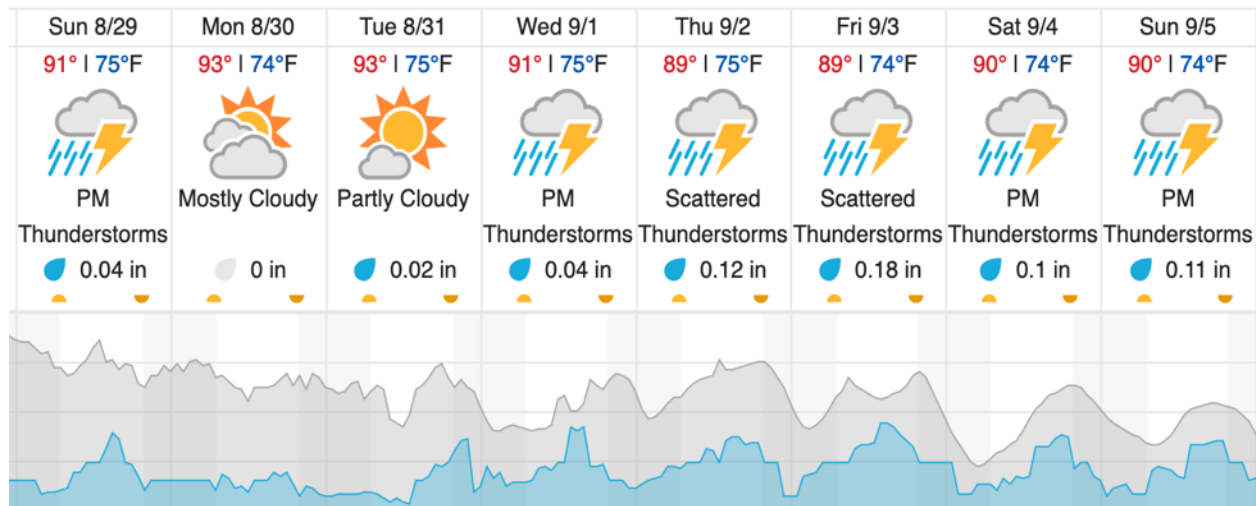 Sun 8/29 Mon 8/30 Tue 8/31 Wed 9/1 Thu 9/2 Fri 9/3 Sat 9/4 Sun 9/5
91° | 75°F 93° | 74°F 93° | 75°F 91° | 75°F 89° | 75°F 89° | 74°F 90° | 74°F 90° | 74°F
PM Mostly Cloudy Partly Cloudy PM Scattered Scattered PM PM
Thunderstorms Thunderstorms Thunderstorms Thunderstorms Thunderstorms Thunderstorms
0.04 in 0 in 0.02 in 0.04 in 0.12 in 0.18 in 0.1 in 0.11 in